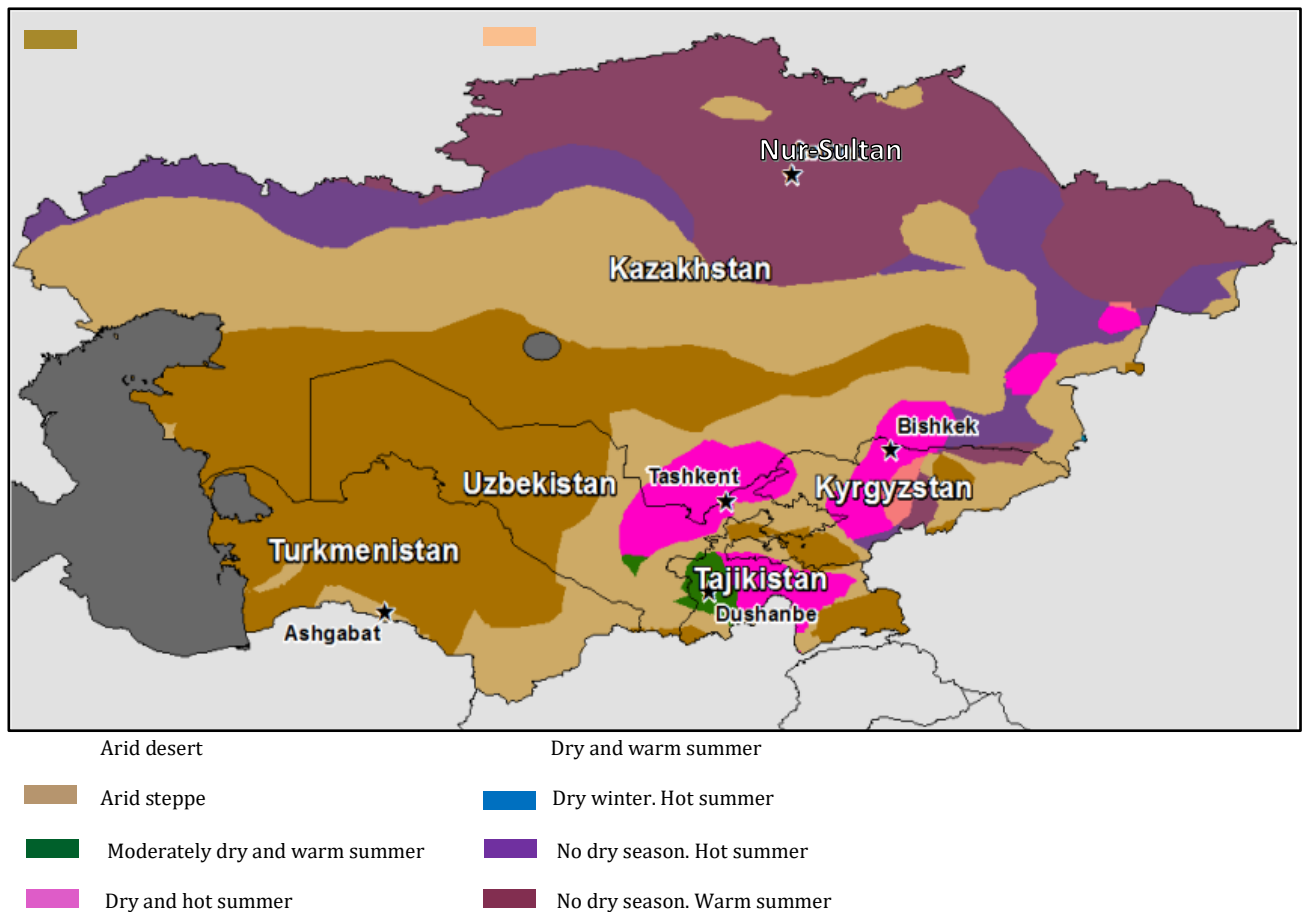 Nur-Sultan
Kazakhstan
Bishkek
Tashkent
Uzbekistan
Kyrgyzstan
Turkmenistan
Tajikistan
Dushanbe
Ashgabat
Arid desert
Dry and warm summer
Arid steppe
Dry winter. Hot summer
Moderately dry and warm summer
No dry season. Hot summer
Dry and hot summer
No dry season. Warm summer